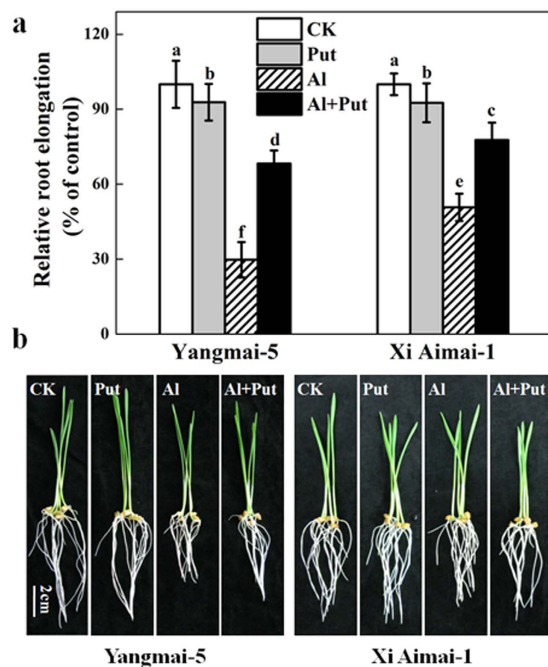 a
Relative root elongation
(% of control)
120
90
60
30
0
CK
Put
Al
Al+Put
a
b
f
d
a
b
e
c
Yangmai-5
Xi Aimai-1
b
CK
Put
Al
Al+Put
CK
Put
Al
Al+Put
2cm
Yangmai-5
Xi Aimai-1